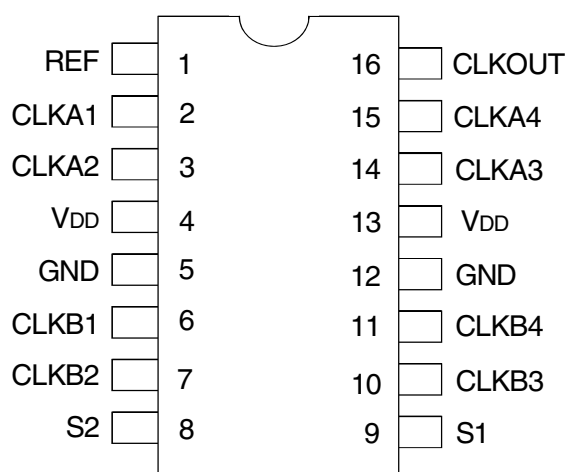 REF 1 16 CLKOUT
CLKA1 2 15 CLKA4
CLKA2 3 14 CLKA3
VDD 4 13 VDD
GND 5 12 GND
CLKB1 6 11 CLKB4
CLKB2 7 10 CLKB3
S2 8 9 S1